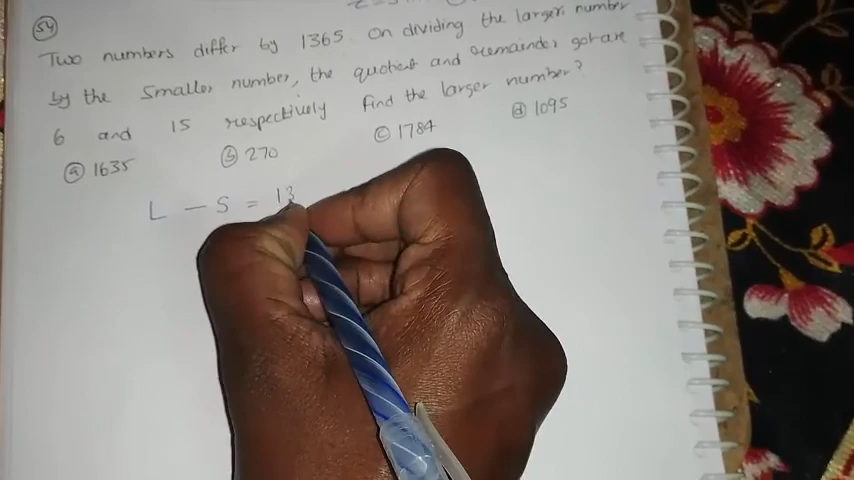 54
Two numbers differ by 1365 On dividing the larger number
by the Smaller number, the quotient and remainder got are
6 and 15 respectively find the larger number?
a 1635 b 270 c 1784 d 1095
L - S = 13